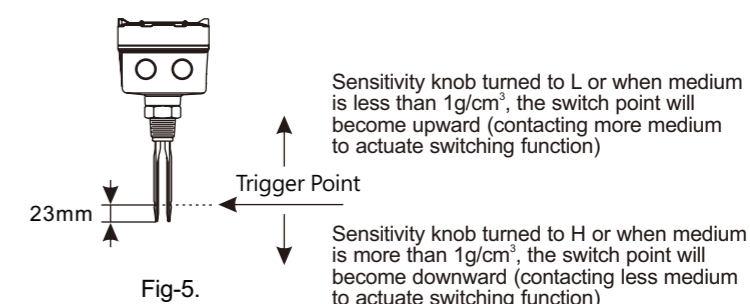 Sensitivity knob turned to L or when medium
is less than 1g/cm³, the switch point will
become upward (contacting more medium
to actuate switching function)
Trigger Point
23mm
Sensitivity knob turned to H or when medium
is more than 1g/cm³, the switch point will
become downward (contacting less medium
to actuate switching function)
Fig-5.